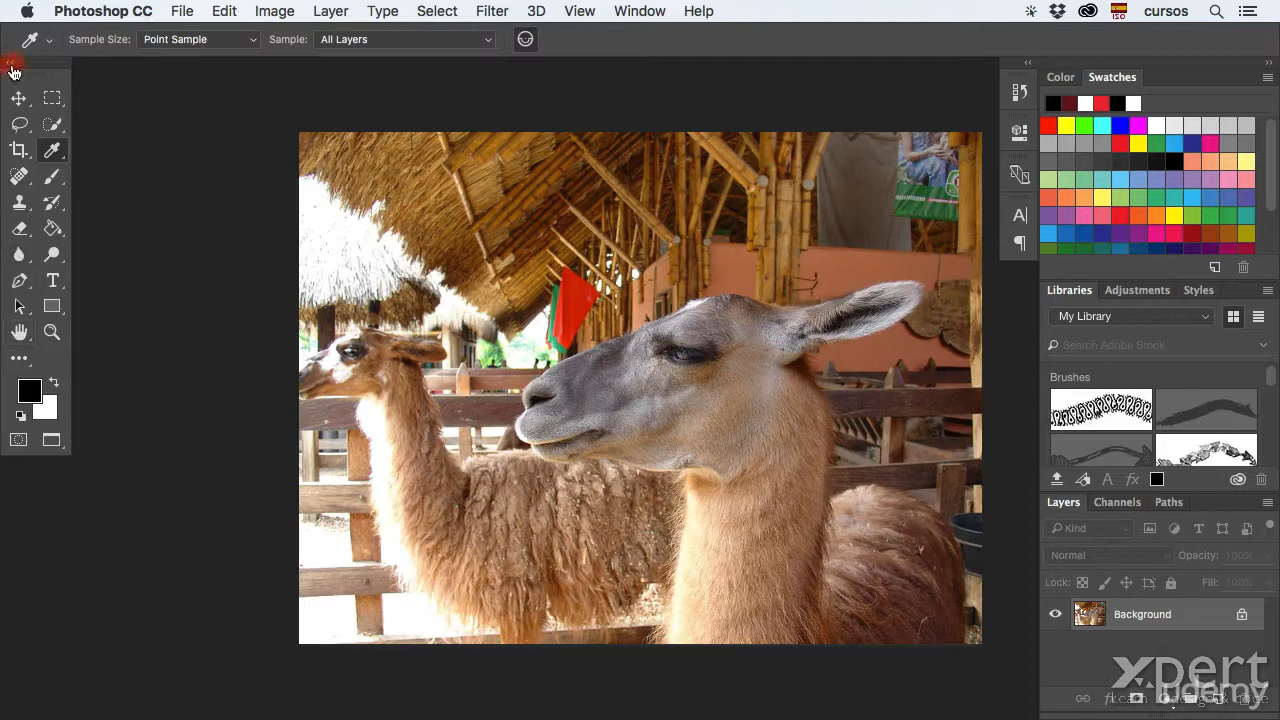 Photoshop CC File Edit Image Layer Type Select Filter 3D View Window Help ISO cursos
Sample Size: Point Sample Sample: All Layers
Color Swatches
Libraries Adjustments Styles
My Library
Search Adobe Stock
Brushes
Layers Channels Paths
Kind
Normal Opacity: 100%
Lock: Fill: 100%
Background
xpert
udemy